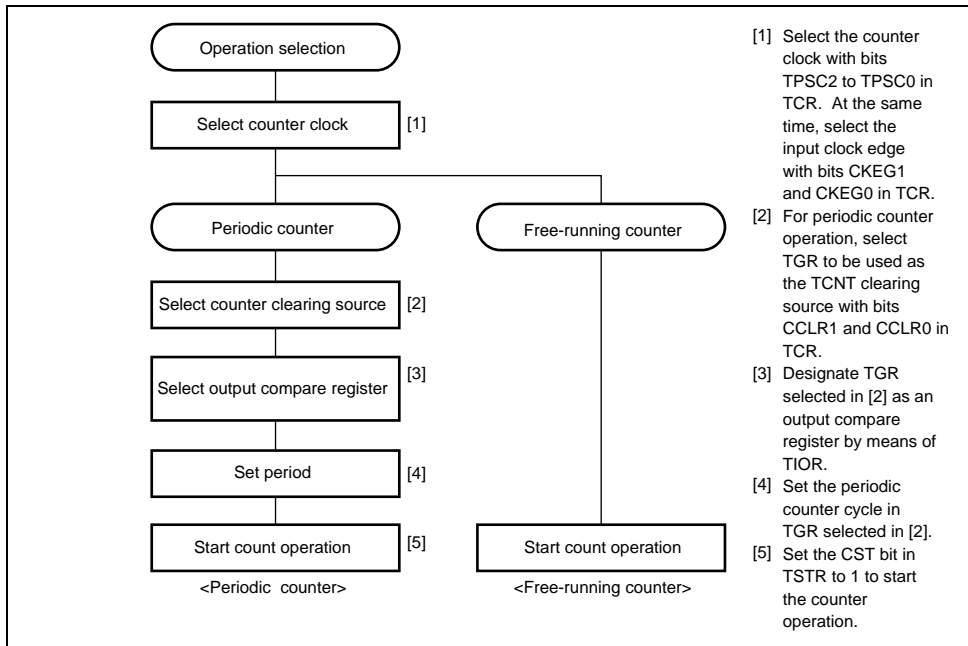 Operation selection
Select counter clock
[1]
Periodic counter
Free-running counter
Select counter clearing source
[2]
Select output compare register
[3]
Set period
[4]
Start count operation
[5]
Start count operation
<Periodic counter>
<Free-running counter>
[1] Select the counter
clock with bits
TPSC2 to TPSC0 in
TCR. At the same
time, select the
input clock edge
with bits CKEG1
and CKEG0 in TCR.
[2] For periodic counter
operation, select
TGR to be used as
the TCNT clearing
source with bits
CCLR1 and CCLR0 in
TCR.
[3] Designate TGR
selected in [2] as an
output compare
register by means of
TIOR.
[4] Set the periodic
counter cycle in
TGR selected in [2].
[5] Set the CST bit in
TSTR to 1 to start
the counter
operation.